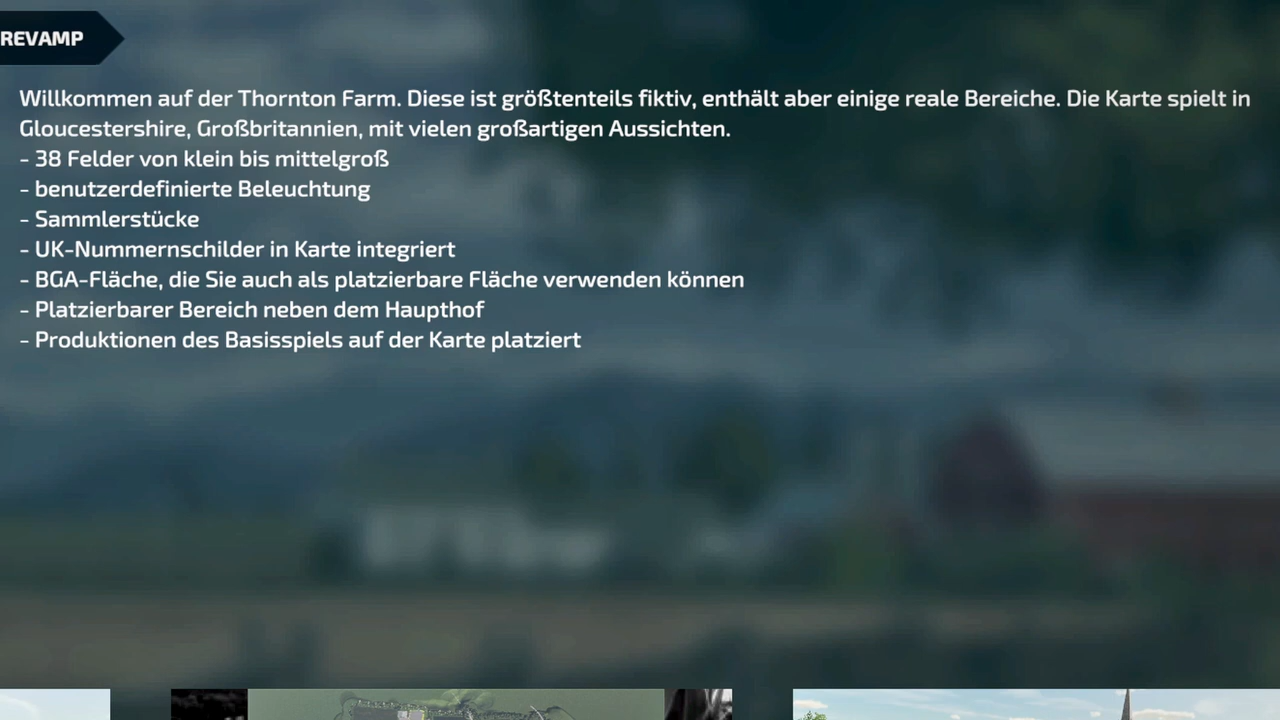 REVAMP
Willkommen auf der Thornton Farm. Diese ist größtenteils fiktiv, enthält aber einige reale Bereiche. Die Karte spielt in
Gloucestershire, Großbritannien, mit vielen großartigen Aussichten.
- 38 Felder von klein bis mittelgroß
- benutzerdefinierte Beleuchtung
- Sammlerstücke
- UK-Nummernschilder in Karte integriert
- BGA-Fläche, die Sie auch als platzierbare Fläche verwenden können
- Platzierbarer Bereich neben dem Haupthof
- Produktionen des Basisspiels auf der Karte platziert